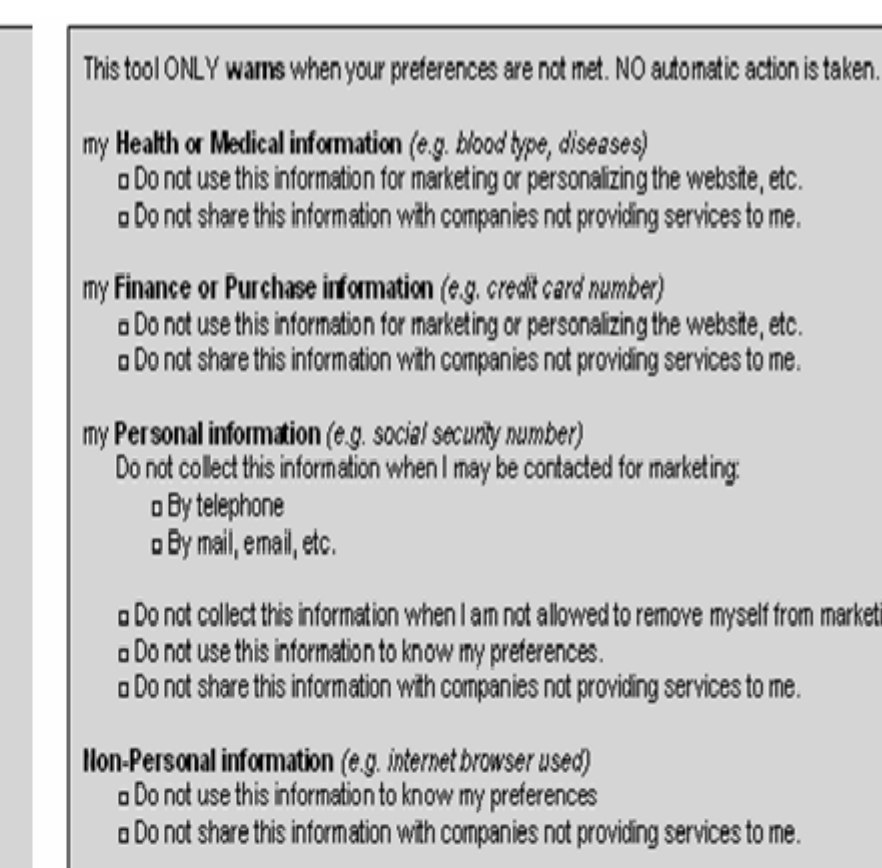 This tool ONLY warns when your preferences are not met. NO automatic action is taken.
my Health or Medical information (e.g. blood type, diseases)
Do not use this information for marketing or personalizing the website, etc.
Do not share this information with companies not providing services to me.
my Finance or Purchase information (e.g. credit card number)
Do not use this information for marketing or personalizing the website, etc.
Do not share this information with companies not providing services to me.
my Personal information (e.g. social security number)
Do not collect this information when I may be contacted for marketing:
By telephone
By mail, email, etc.
Do not collect this information when I am not allowed to remove myself from marketi
Do not use this information to know my preferences.
Do not share this information with companies not providing services to me.
Non-Personal information (e.g. internet browser used)
Do not use this information to know my preferences
Do not share this information with companies not providing services to me.